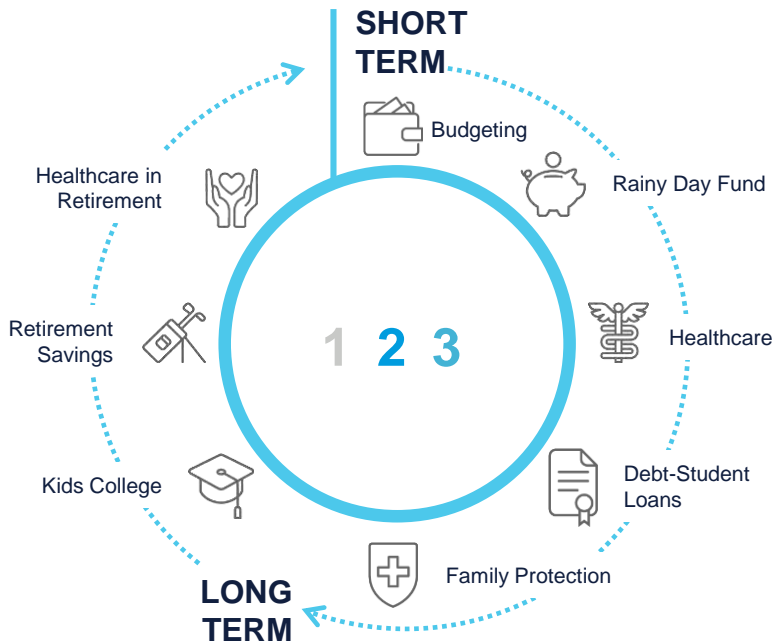 SHORT
TERM
Budgeting
Rainy Day Fund
Healthcare
Debt-Student
Loans
Family Protection
LONG
TERM
Kids College
Retirement
Savings
Healthcare in
Retirement
1 2 3